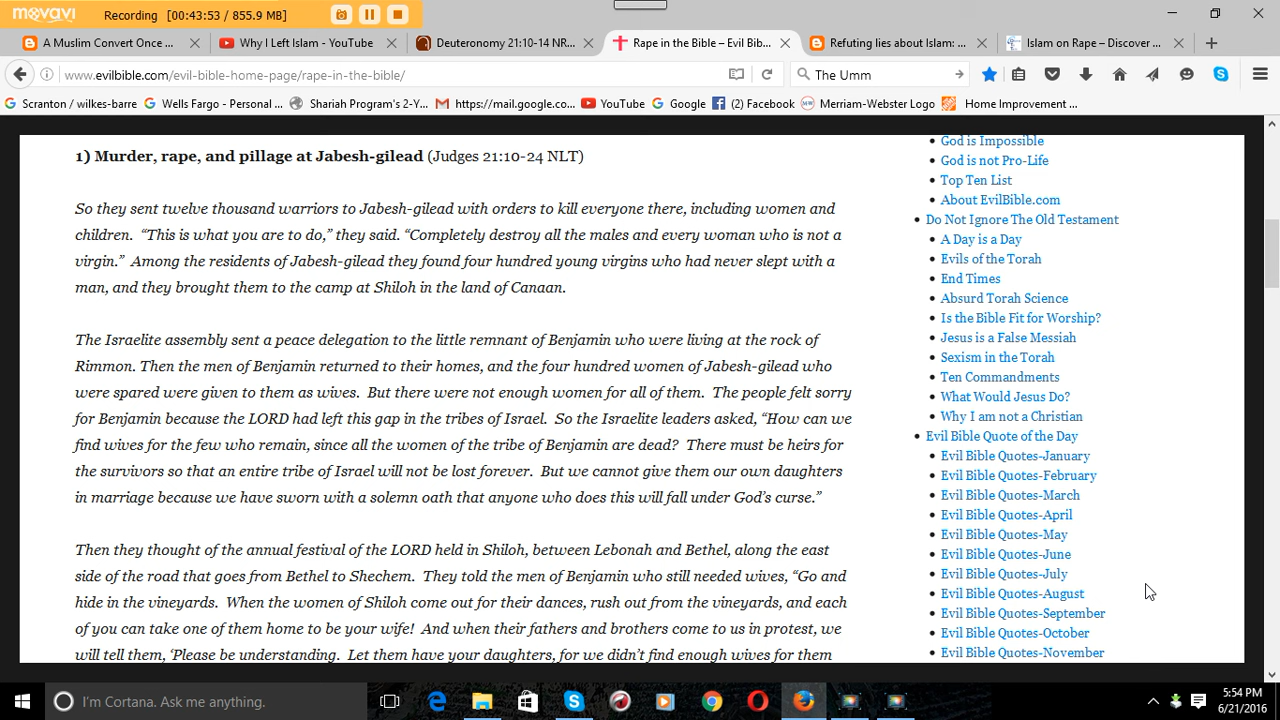 movavi
Recording [00:43:53 / 855.9 MB]
A Muslim Convert Once ...
Why I Left Islam - YouTube
Deuteronomy 21:10-14 NR...
Rape in the Bible – Evil Bib...
Refuting lies about Islam: ...
Islam on Rape – Discover ...
www.evilbible.com/evil-bible-home-page/rape-in-the-bible/
The Umm
Scranton / wilkes-barre
Wells Fargo - Personal ...
Shariah Program's 2-Y...
https://mail.google.co...
YouTube
Google
(2) Facebook
Merriam-Webster Logo
Home Improvement ...
1) Murder, rape, and pillage at Jabesh-gilead (Judges 21:10-24 NLT)
So they sent twelve thousand warriors to Jabesh-gilead with orders to kill everyone there, including women and
children. “This is what you are to do,” they said. “Completely destroy all the males and every woman who is not a
virgin.” Among the residents of Jabesh-gilead they found four hundred young virgins who had never slept with a
man, and they brought them to the camp at Shiloh in the land of Canaan.
The Israelite assembly sent a peace delegation to the little remnant of Benjamin who were living at the rock of
Rimmon. Then the men of Benjamin returned to their homes, and the four hundred women of Jabesh-gilead who
were spared were given to them as wives. But there were not enough women for all of them. The people felt sorry
for Benjamin because the LORD had left this gap in the tribes of Israel. So the Israelite leaders asked, “How can we
find wives for the few who remain, since all the women of the tribe of Benjamin are dead? There must be heirs for
the survivors so that an entire tribe of Israel will not be lost forever. But we cannot give them our own daughters
in marriage because we have sworn with a solemn oath that anyone who does this will fall under God’s curse.”
Then they thought of the annual festival of the LORD held in Shiloh, between Lebonah and Bethel, along the east
side of the road that goes from Bethel to Shechem. They told the men of Benjamin who still needed wives, “Go and
hide in the vineyards. When the women of Shiloh come out for their dances, rush out from the vineyards, and each
of you can take one of them home to be your wife! And when their fathers and brothers come to us in protest, we
will tell them, ‘Please be understanding. Let them have your daughters, for we didn’t find enough wives for them
God is Impossible
God is not Pro-Life
Top Ten List
About EvilBible.com
Do Not Ignore The Old Testament
A Day is a Day
Evils of the Torah
End Times
Absurd Torah Science
Is the Bible Fit for Worship?
Jesus is a False Messiah
Sexism in the Torah
Ten Commandments
What Would Jesus Do?
Why I am not a Christian
Evil Bible Quote of the Day
Evil Bible Quotes-January
Evil Bible Quotes-February
Evil Bible Quotes-March
Evil Bible Quotes-April
Evil Bible Quotes-May
Evil Bible Quotes-June
Evil Bible Quotes-July
Evil Bible Quotes-August
Evil Bible Quotes-September
Evil Bible Quotes-October
Evil Bible Quotes-November
I'm Cortana. Ask me anything.
5:54 PM
6/21/2016